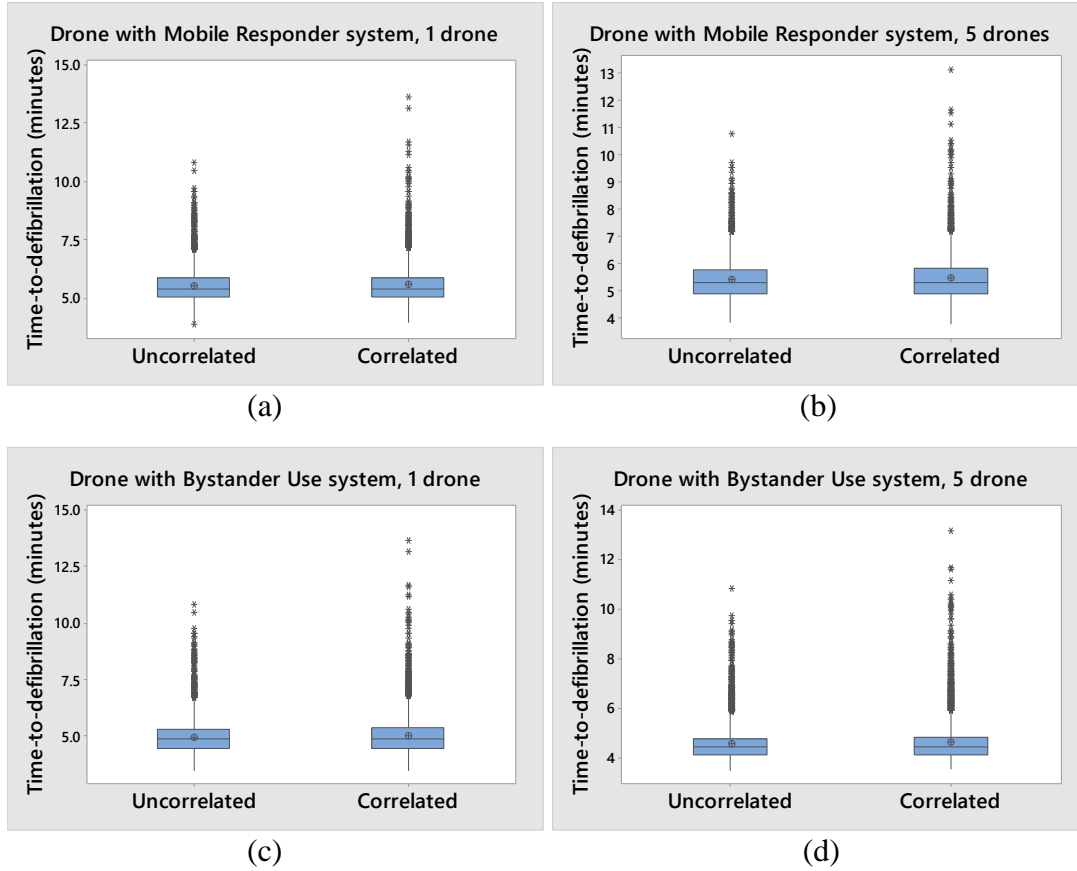 Drone with Mobile Responder system, 1 drone
Time-to-defibrillation (minutes)
15.0
12.5
10.0
7.5
5.0
Uncorrelated Correlated
(a)
Drone with Mobile Responder system, 5 drones
Time-to-defibrillation (minutes)
13
12
11
10
9
8
7
6
5
4
Uncorrelated Correlated
(b)
Drone with Bystander Use system, 1 drone
Time-to-defibrillation (minutes)
15.0
12.5
10.0
7.5
5.0
Uncorrelated Correlated
(c)
Drone with Bystander Use system, 5 drone
Time-to-defibrillation (minutes)
14
12
10
8
6
4
Uncorrelated Correlated
(d)